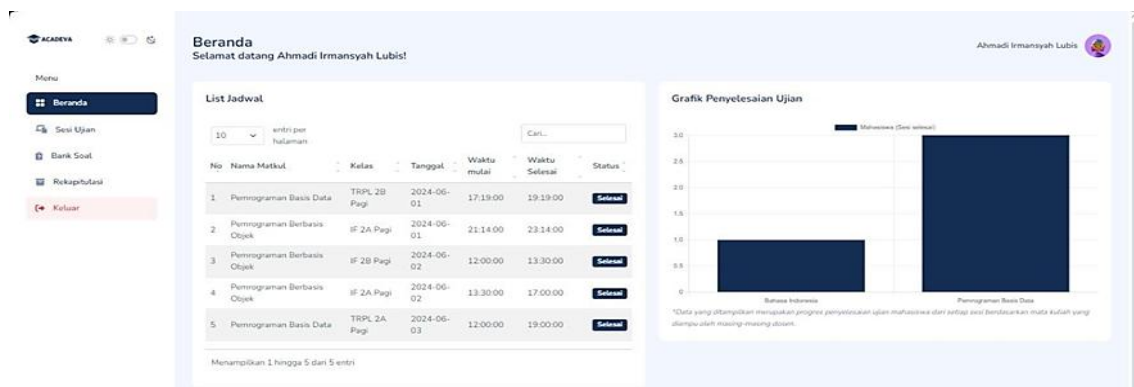 ACADEVA
Menu
Beranda
Sesi Ujian
Bank Soal
Rekapitulasi
Keluar
Beranda
Selamat datang Ahmadi Irmansyah Lubis!
Ahmadi Irmansyah Lubis
List Jadwal
10 entri per
halaman
Cari...
No Nama Matkul Kelas Tanggal Waktu mulai Waktu Selesai Status
1 Pemrograman Basis Data TRPL 2B Pagi 2024-06-01 17:19:00 19:19:00 Selesai
2 Pemrograman Berbasis Objek IF 2A Pagi 2024-06-01 21:14:00 23:14:00 Selesai
3 Pemrograman Berbasis Objek IF 2B Pagi 2024-06-02 12:00:00 13:30:00 Selesai
4 Pemrograman Berbasis Objek IF 2A Pagi 2024-06-02 13:30:00 17:00:00 Selesai
5 Pemrograman Basis Data TRPL 2A Pagi 2024-06-03 12:00:00 19:00:00 Selesai
Menampilkan 1 hingga 5 dari 5 entri
Grafik Penyelesaian Ujian
Mahasiswa (Sesi selesai)
3.0
2.5
2.0
1.5
1.0
0.5
0
Bahasa Indonesia
Pemrograman Basis Data
*Data yang ditampilkan merupakan progres penyelesaian ujian mahasiswa dari setiap sesi berdasarkan mata kuliah yang
diampu oleh masing-masing dosen.